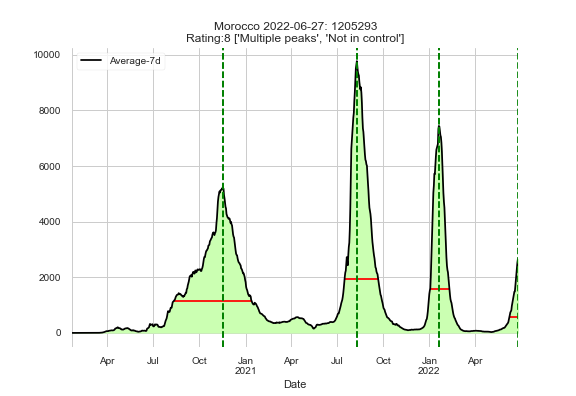 Morocco 2022-06-27: 1205293
Rating:8 ['Multiple peaks', 'Not in control']
Average-7d
10000
8000
6000
4000
2000
0
Apr Jul Oct Jan Apr Jul Oct Jan Apr
2021 2022
Date